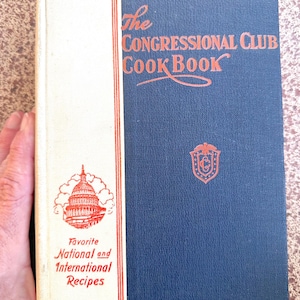 The
CONGRESSIONAL CLUB
COOK BOOK
C
Favorite
National and
International
Recipes